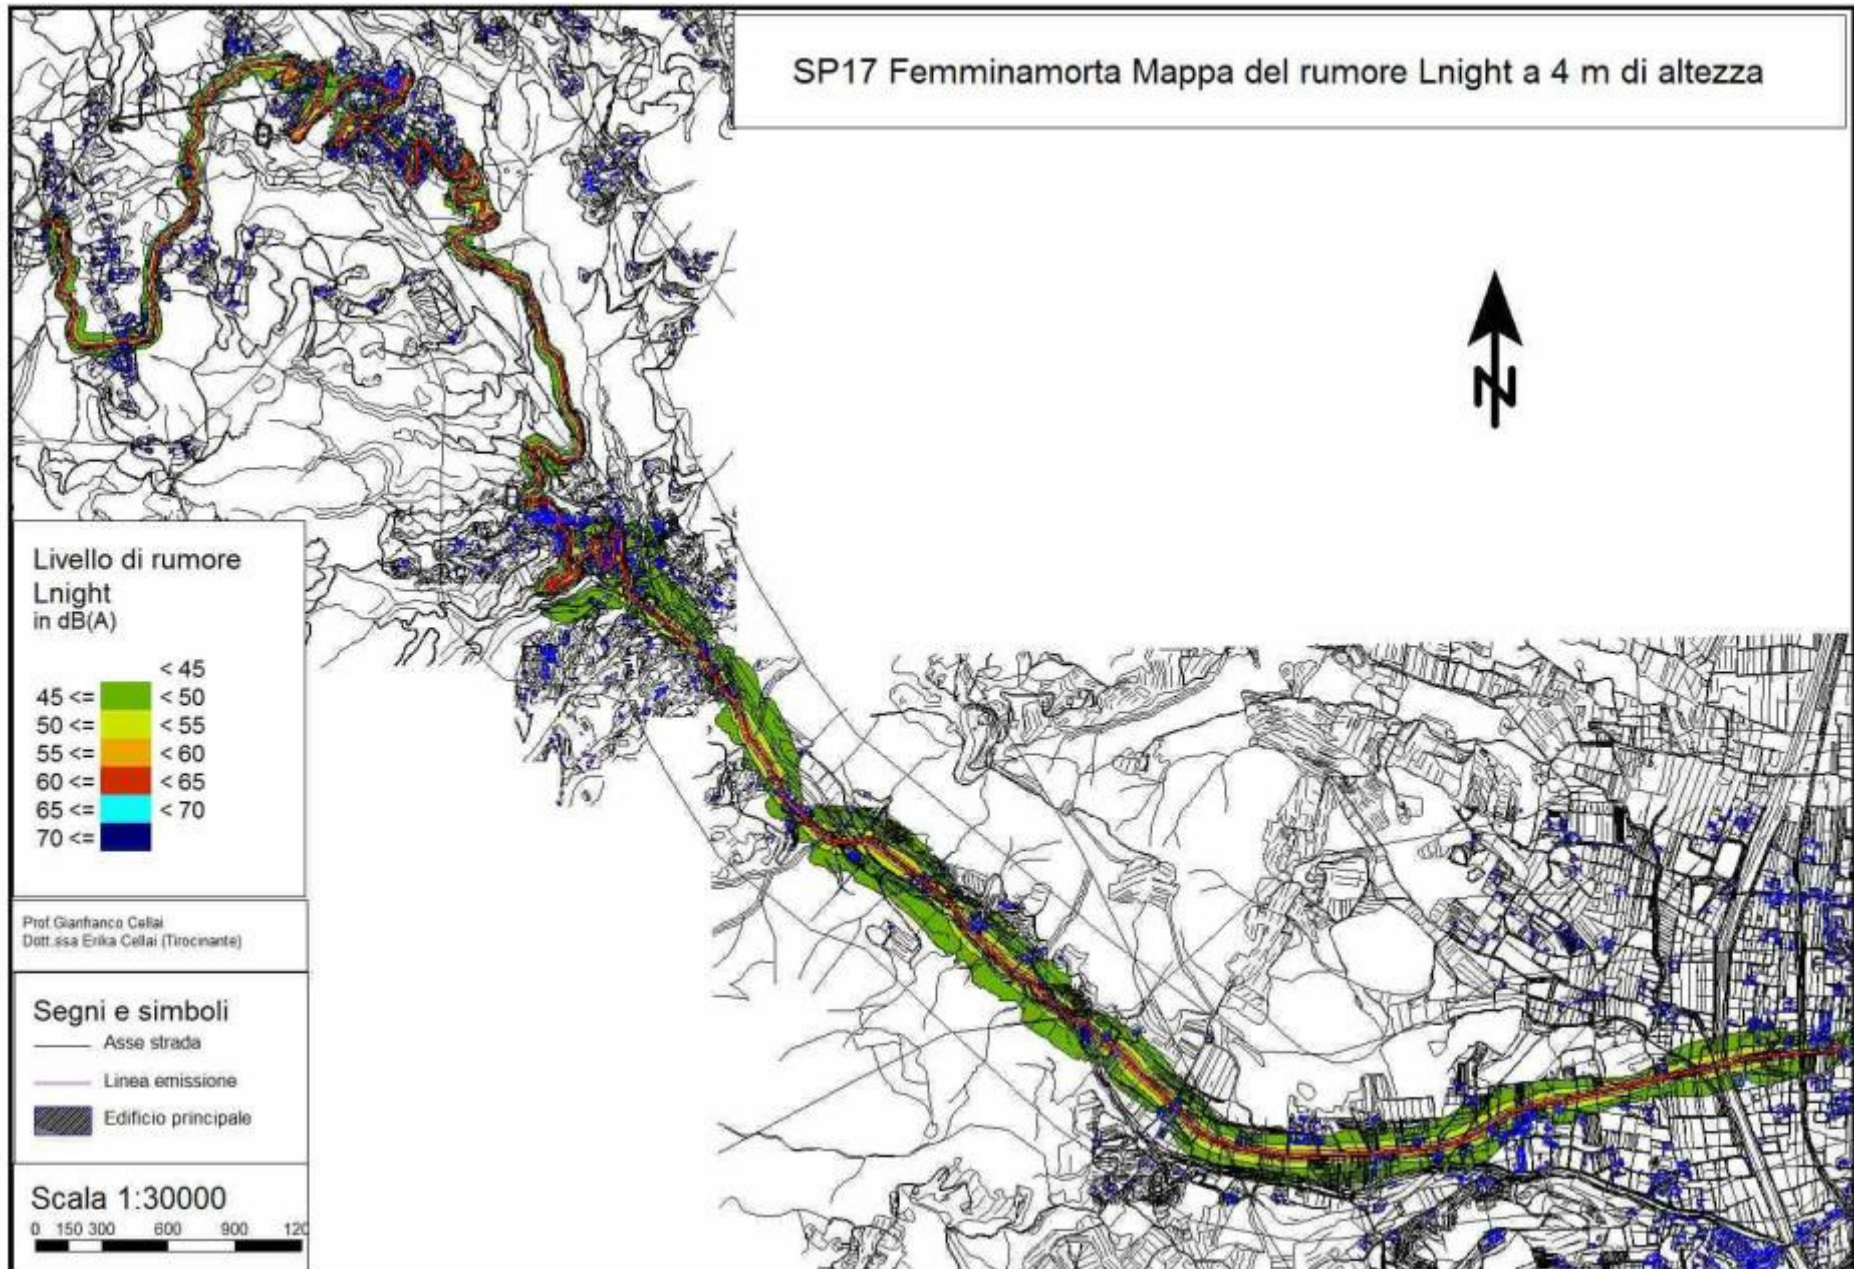 SP17 Femminamorta Mappa del rumore Lnight a 4 m di altezza
Livello di rumore
Lnight
in dB(A)
< 45
45 <= < 50
50 <= < 55
55 <= < 60
60 <= < 65
65 <= < 70
70 <=
Prof.Gianfranco Cellai
Dott.ssa Erika Cellai (Tirocinante)
Segni e simboli
Asse strada
Linea emissione
Edificio principale
Scala 1:30000
0 150 300 600 900 120
N